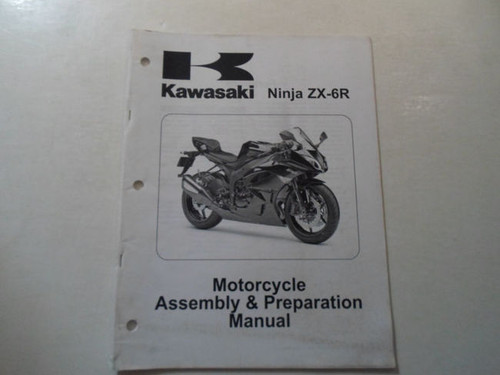 Kawasaki Ninja ZX-6R
Motorcycle
Assembly & Preparation
Manual